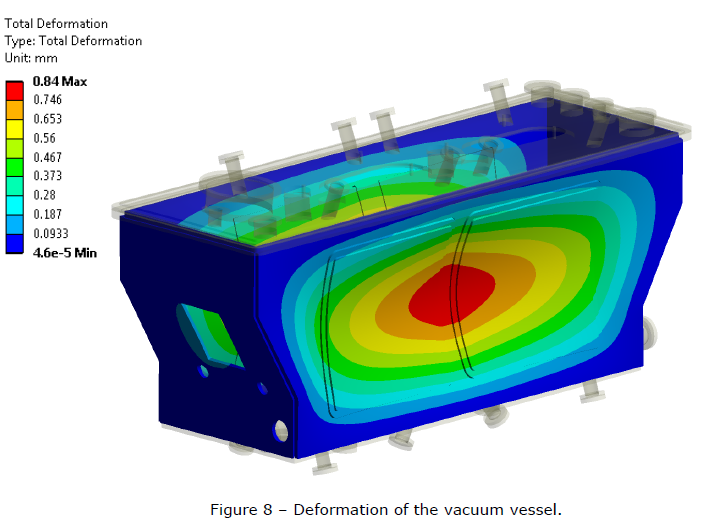 Total Deformation
Type: Total Deformation
Unit: mm
0.84 Max
0.746
0.653
0.56
0.467
0.373
0.28
0.187
0.0933
4.6e-5 Min
Figure 8 – Deformation of the vacuum vessel.